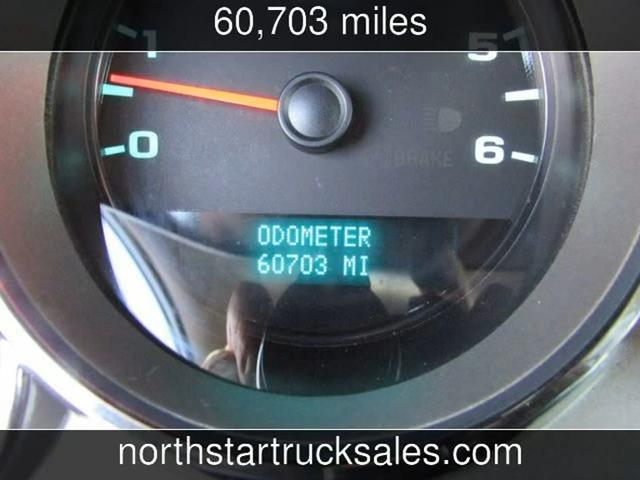 60,703 miles
1
5
0
6
BRAKE
ODOMETER
60703 MI
northstartrucksales.com